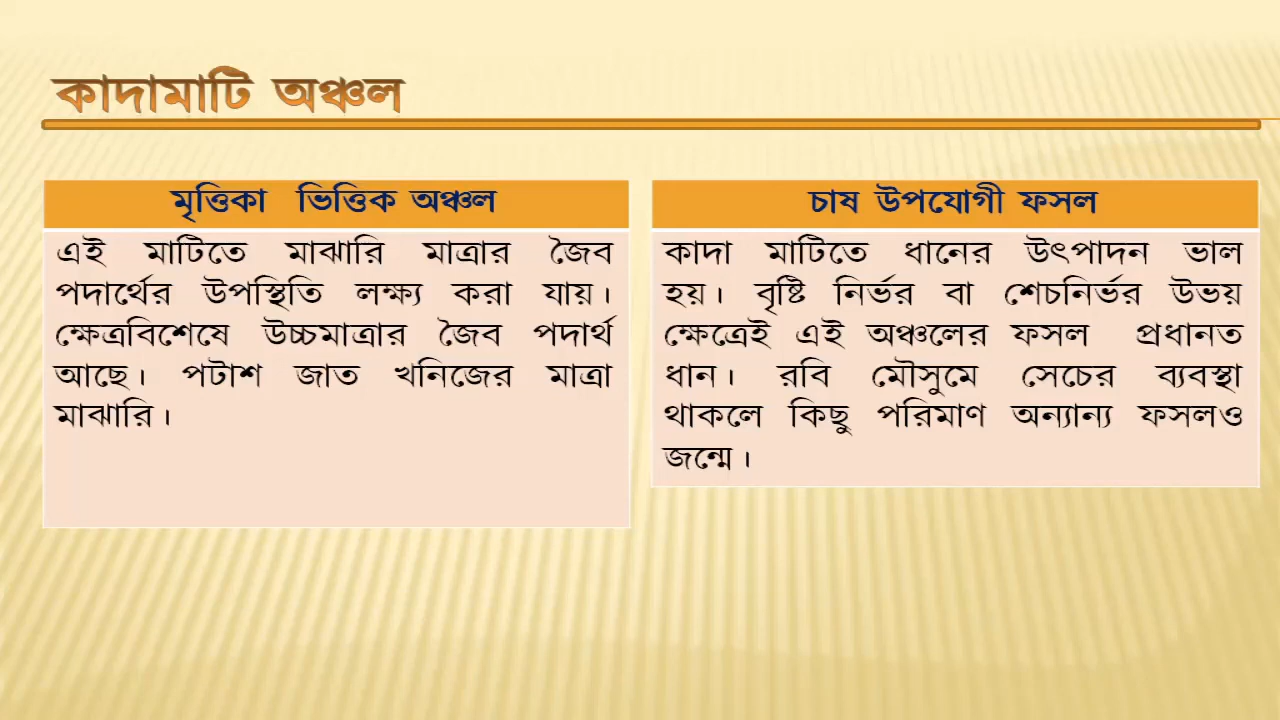 কাদামাটি অঞ্চল
মৃত্তিকা ভিত্তিক অঞ্চল
এই মাটিতে মাঝারি মাত্রার জৈব
পদার্থের উপস্থিতি লক্ষ্য করা যায়।
ক্ষেত্রবিশেষে উচ্চমাত্রার জৈব পদার্থ
আছে। পটাশ জাত খনিজের মাত্রা
মাঝারি।
চাষ উপযোগী ফসল
কাদা মাটিতে ধানের উৎপাদন ভাল
হয়। বৃষ্টি নির্ভর বা শেচনির্ভর উভয়
ক্ষেত্রেই এই অঞ্চলের ফসল প্রধানত
ধান। রবি মৌসুমে সেচের ব্যবস্থা
থাকলে কিছু পরিমাণ অন্যান্য ফসলও
জন্মে।